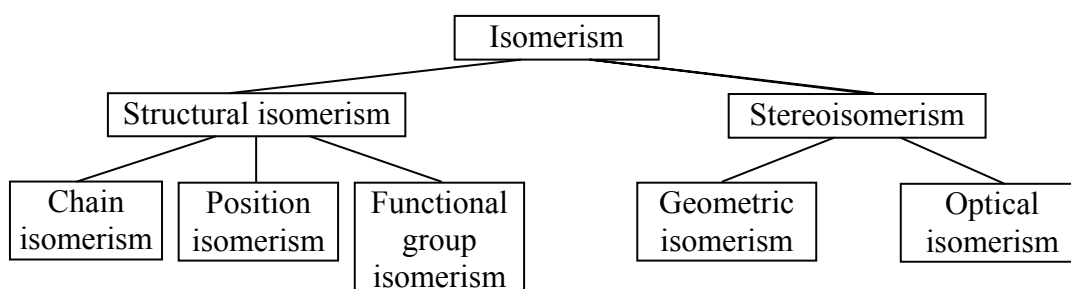 Isomerism
Structural isomerism
Stereoisomerism
Chain
isomerism
Position
isomerism
Functional
group
isomerism
Geometric
isomerism
Optical
isomerism